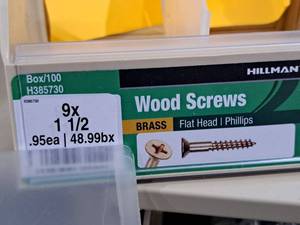 Box/100
H385730
HILLMAN
9x
1 1/2
.95ea | 48.99bx
Wood Screws
BRASS Flat Head | Phillips